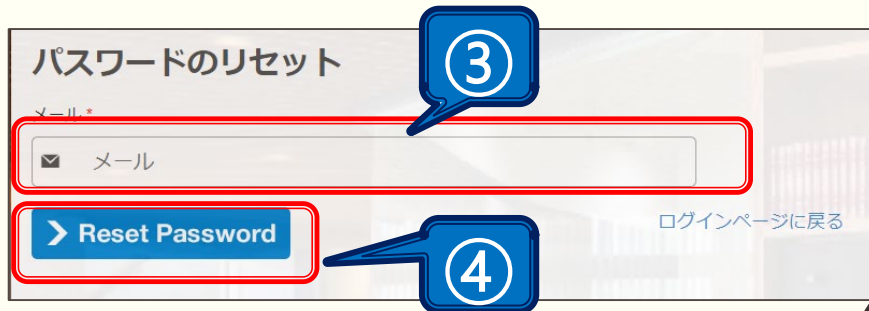 パスワードのリセット
③
メール *
メール
Reset Password
ログインページに戻る
④